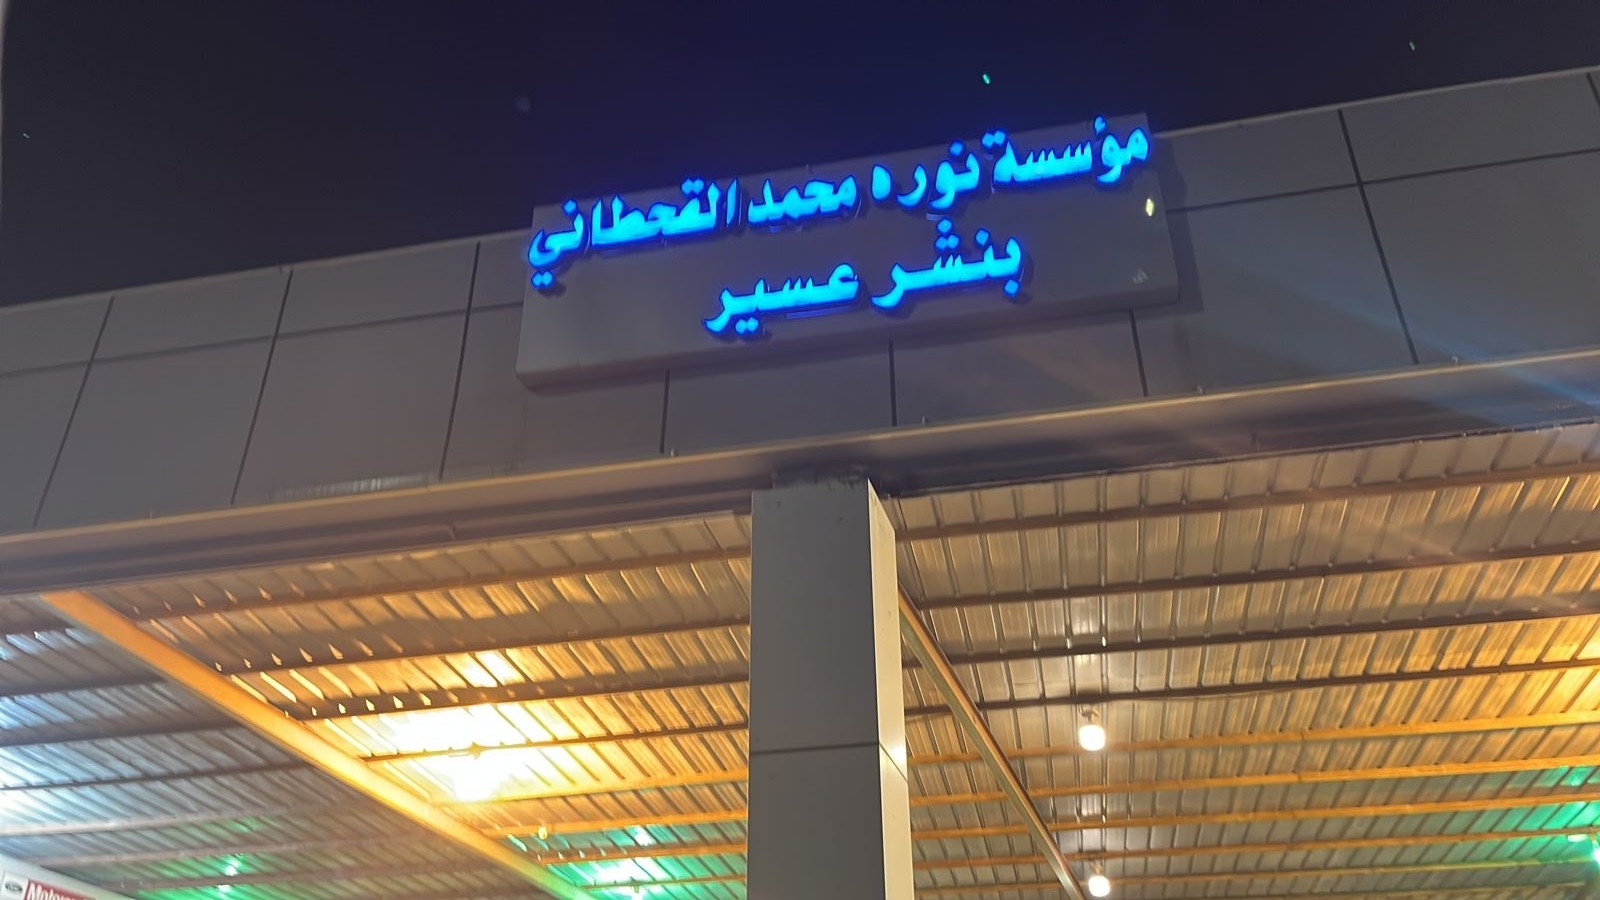 مؤسسة نوره محمد القحطاني
بنشر عسير